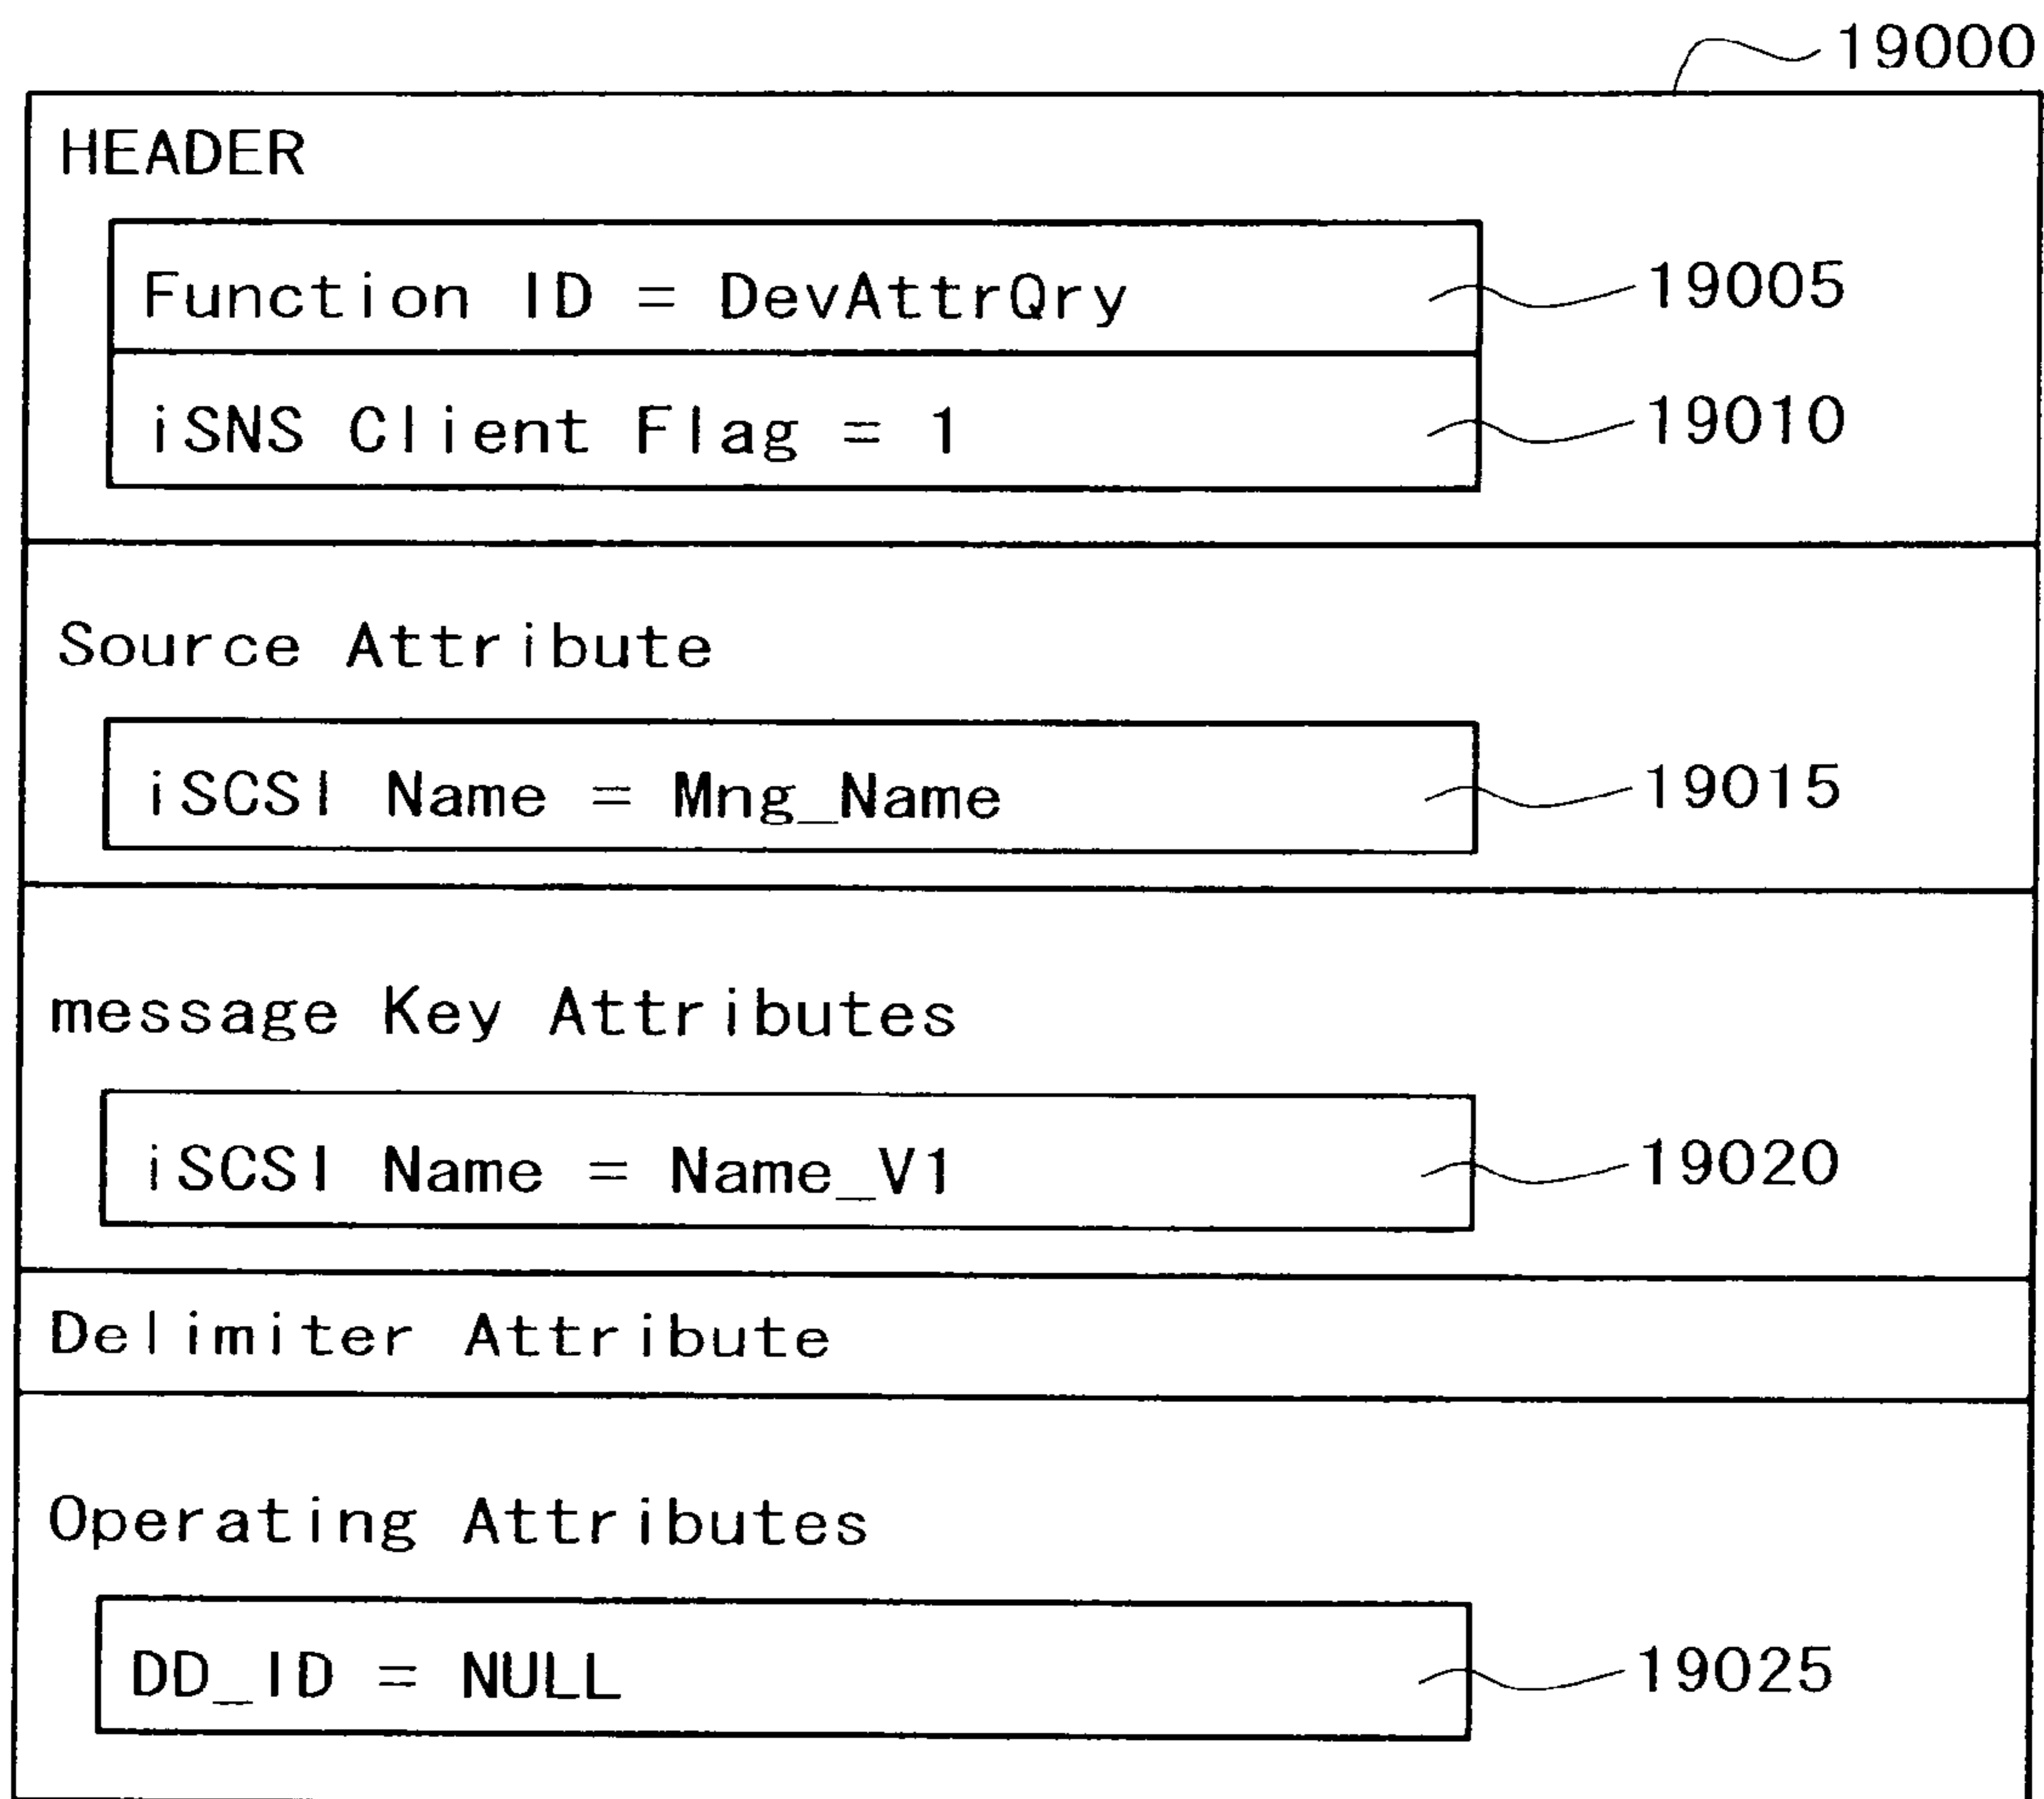 19000
HEADER
Function ID = DevAttrQry 19005
iSNS Client Flag = 1 19010
Source Attribute
iSCSI Name = Mng_Name 19015
message Key Attributes
iSCSI Name = Name_V1 19020
Delimiter Attribute
Operating Attributes
DD_ID = NULL 19025